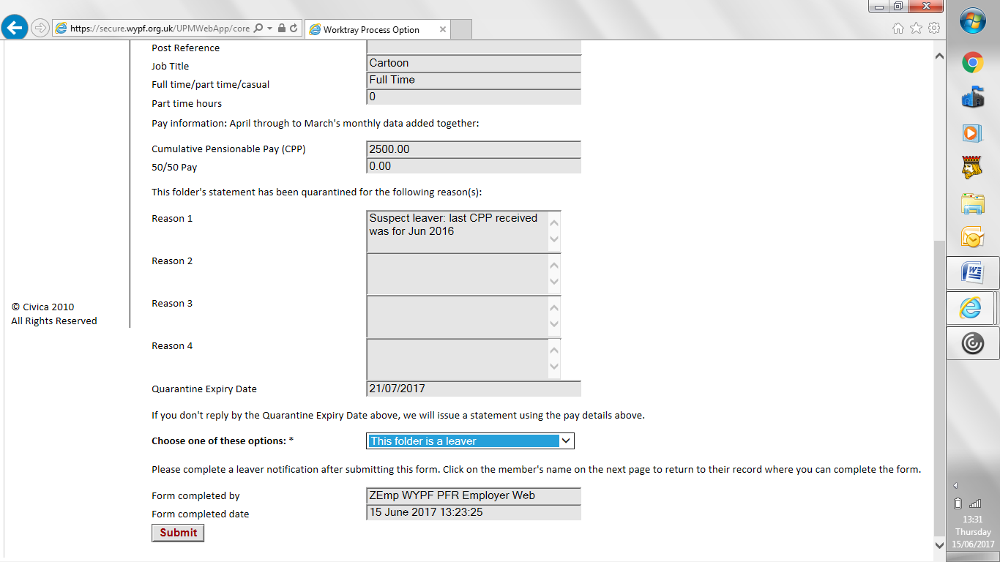 https://secure.wypf.org.uk/UPMWebApp/core
Worktray Process Option
Post Reference
Job Title Cartoon
Full time/part time/casual Full Time
Part time hours 0
Pay information: April through to March's monthly data added together:
Cumulative Pensionable Pay (CPP) 2500.00
50/50 Pay 0.00
This folder's statement has been quarantined for the following reason(s):
Reason 1 Suspect leaver: last CPP received
was for Jun 2016
Reason 2
Reason 3
© Civica 2010
All Rights Reserved
Reason 4
Quarantine Expiry Date 21/07/2017
If you don't reply by the Quarantine Expiry Date above, we will issue a statement using the pay details above.
Choose one of these options: * This folder is a leaver
Please complete a leaver notification after submitting this form. Click on the member's name on the next page to return to their record where you can complete the form.
Form completed by ZEmp WYPF PFR Employer Web
Form completed date 15 June 2017 13:23:25
Submit
13:31
Thursday
15/06/2017